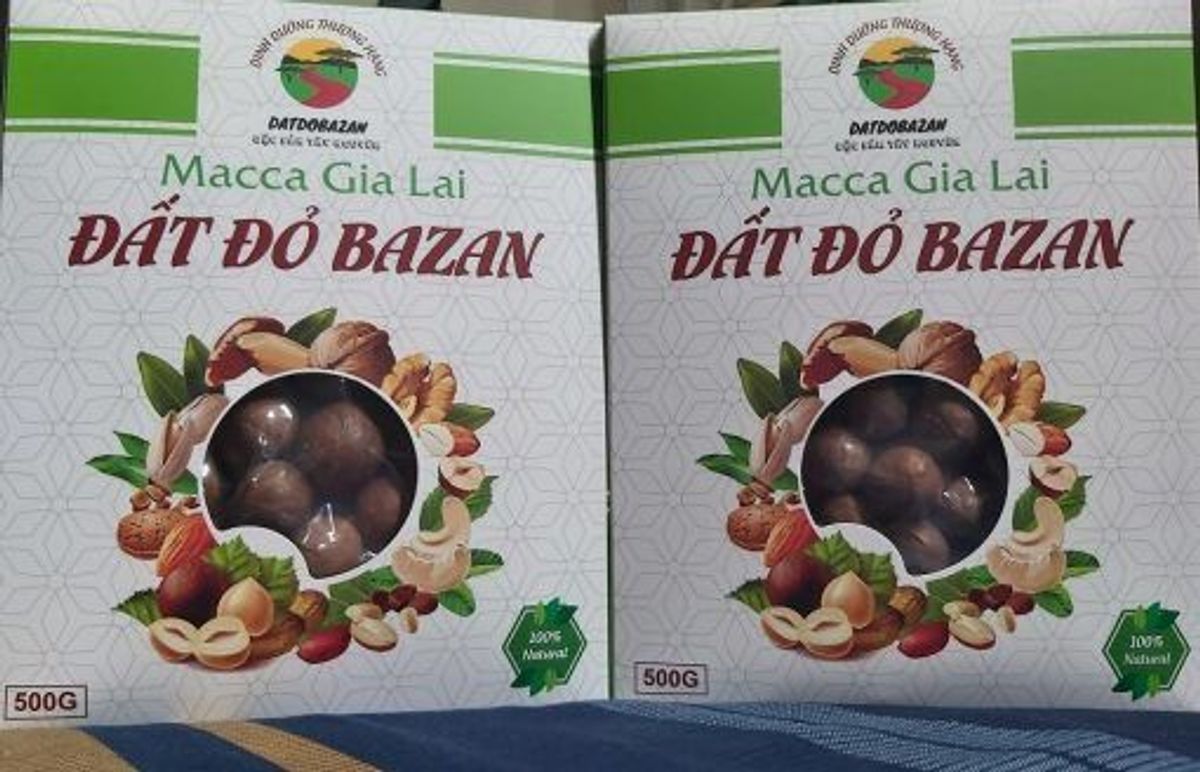 DINH DƯỠNG THƯỢNG HẠNG
DATDOBAZAN
Macca Gia Lai
ĐẤT ĐỎ BAZAN
100%
Natural
500G
DINH DƯỠNG THƯỢNG HẠNG
DATDOBAZAN
Macca Gia Lai
ĐẤT ĐỎ BAZAN
100%
Natural
500G